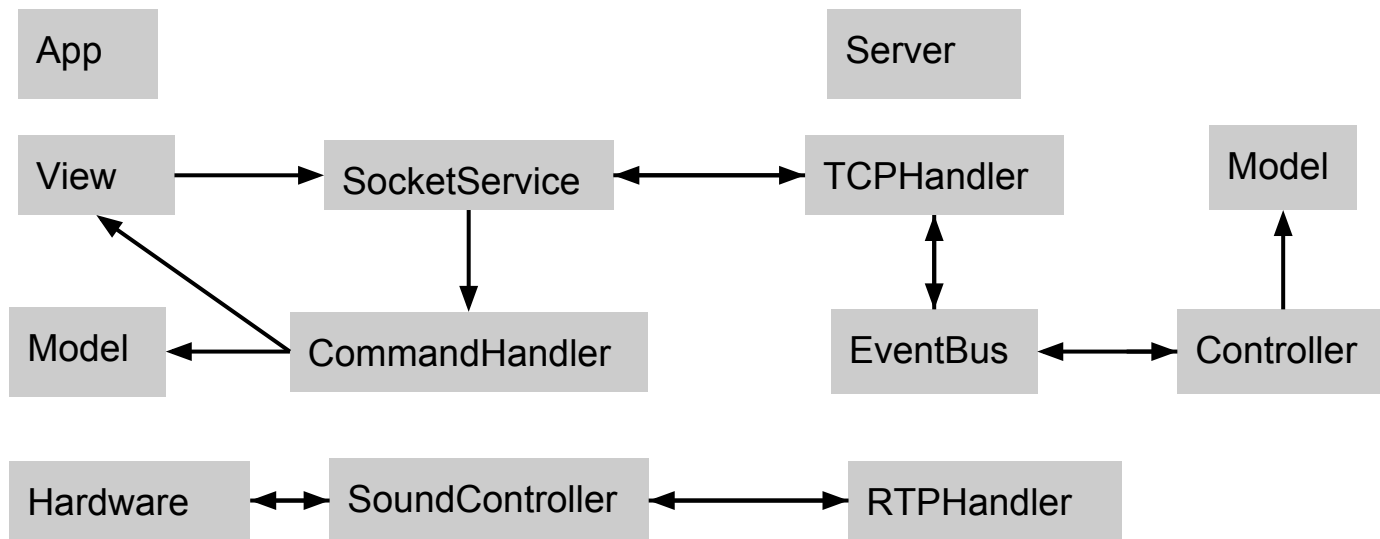 App
Server
View
SocketService
TCPHandler
Model
Model
CommandHandler
EventBus
Controller
Hardware
SoundController
RTPHandler